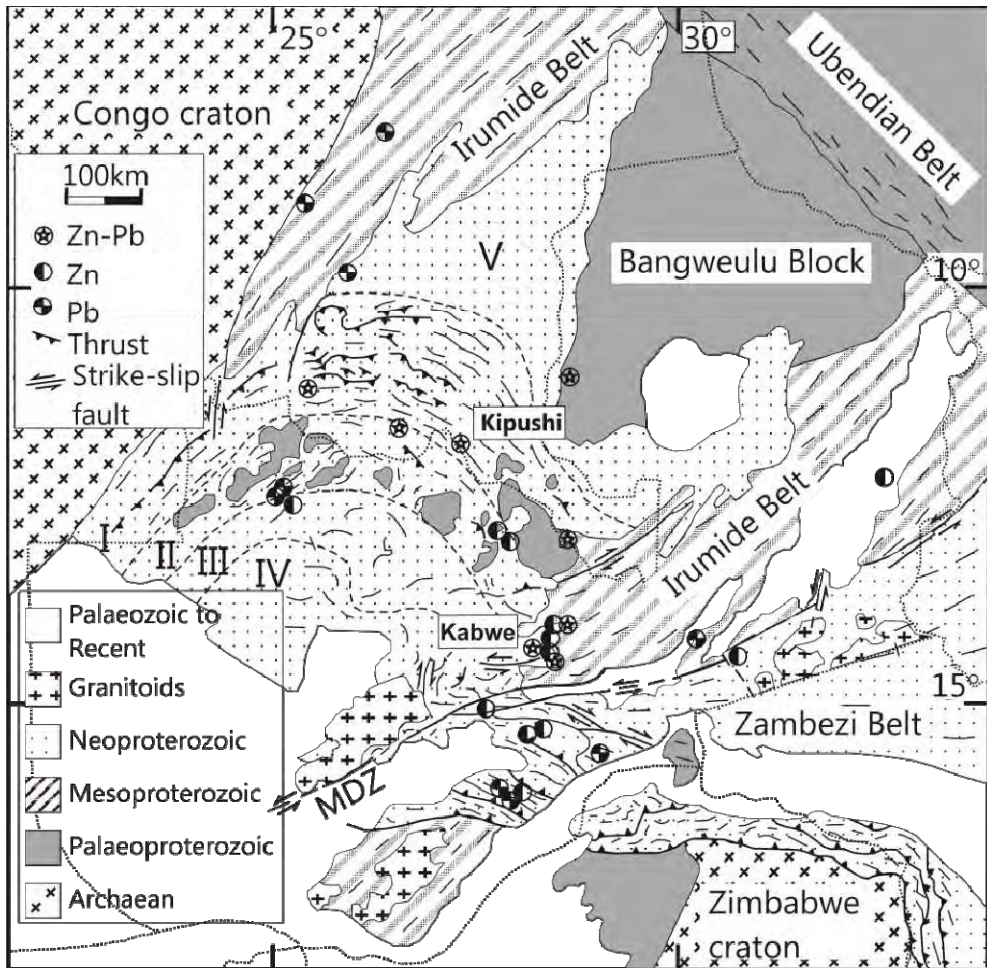 25°
30°
Congo craton
Irumide Belt
Ubendian Belt
100km
Zn-Pb
Zn
Pb
Thrust
Strike-slip
fault
V
Bangweulu Block
10°
Kipushi
I
II
III
IV
Irumide Belt
Kabwe
Palaeozoic to
Recent
Granitoids
Neoproterozoic
Mesoproterozoic
Palaeoproterozoic
Archaean
15°
Zambezi Belt
MDZ
Zimbabwe
craton